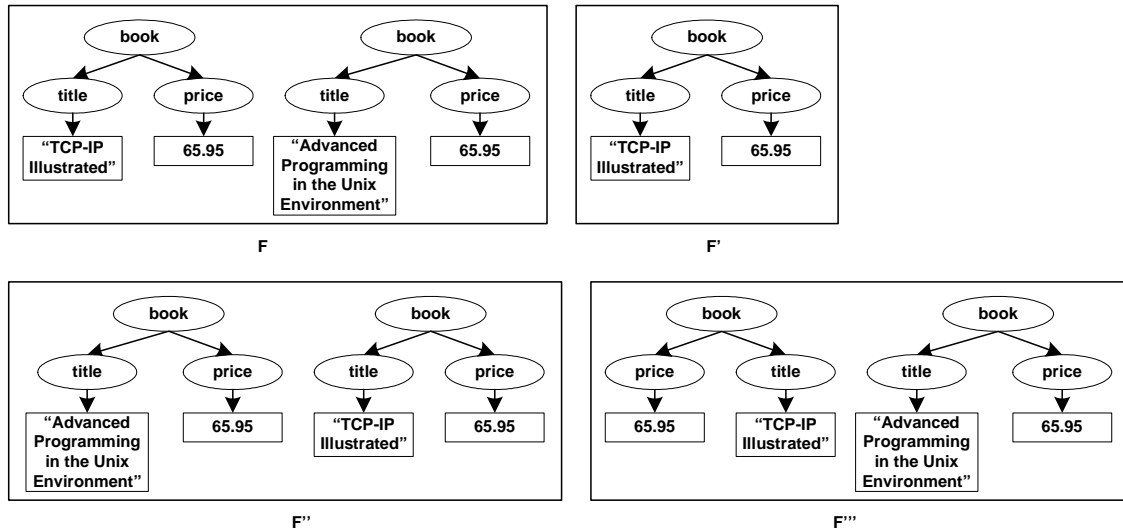 book book book
title price title price title price
“TCP-IP Illustrated” 65.95 “Advanced Programming in the Unix Environment” 65.95 “TCP-IP Illustrated” 65.95
F F'
book book book book
title price title price price title title price
“Advanced Programming in the Unix Environment” 65.95 “TCP-IP Illustrated” 65.95 65.95 “TCP-IP Illustrated” “Advanced Programming in the Unix Environment” 65.95
F'' F'''